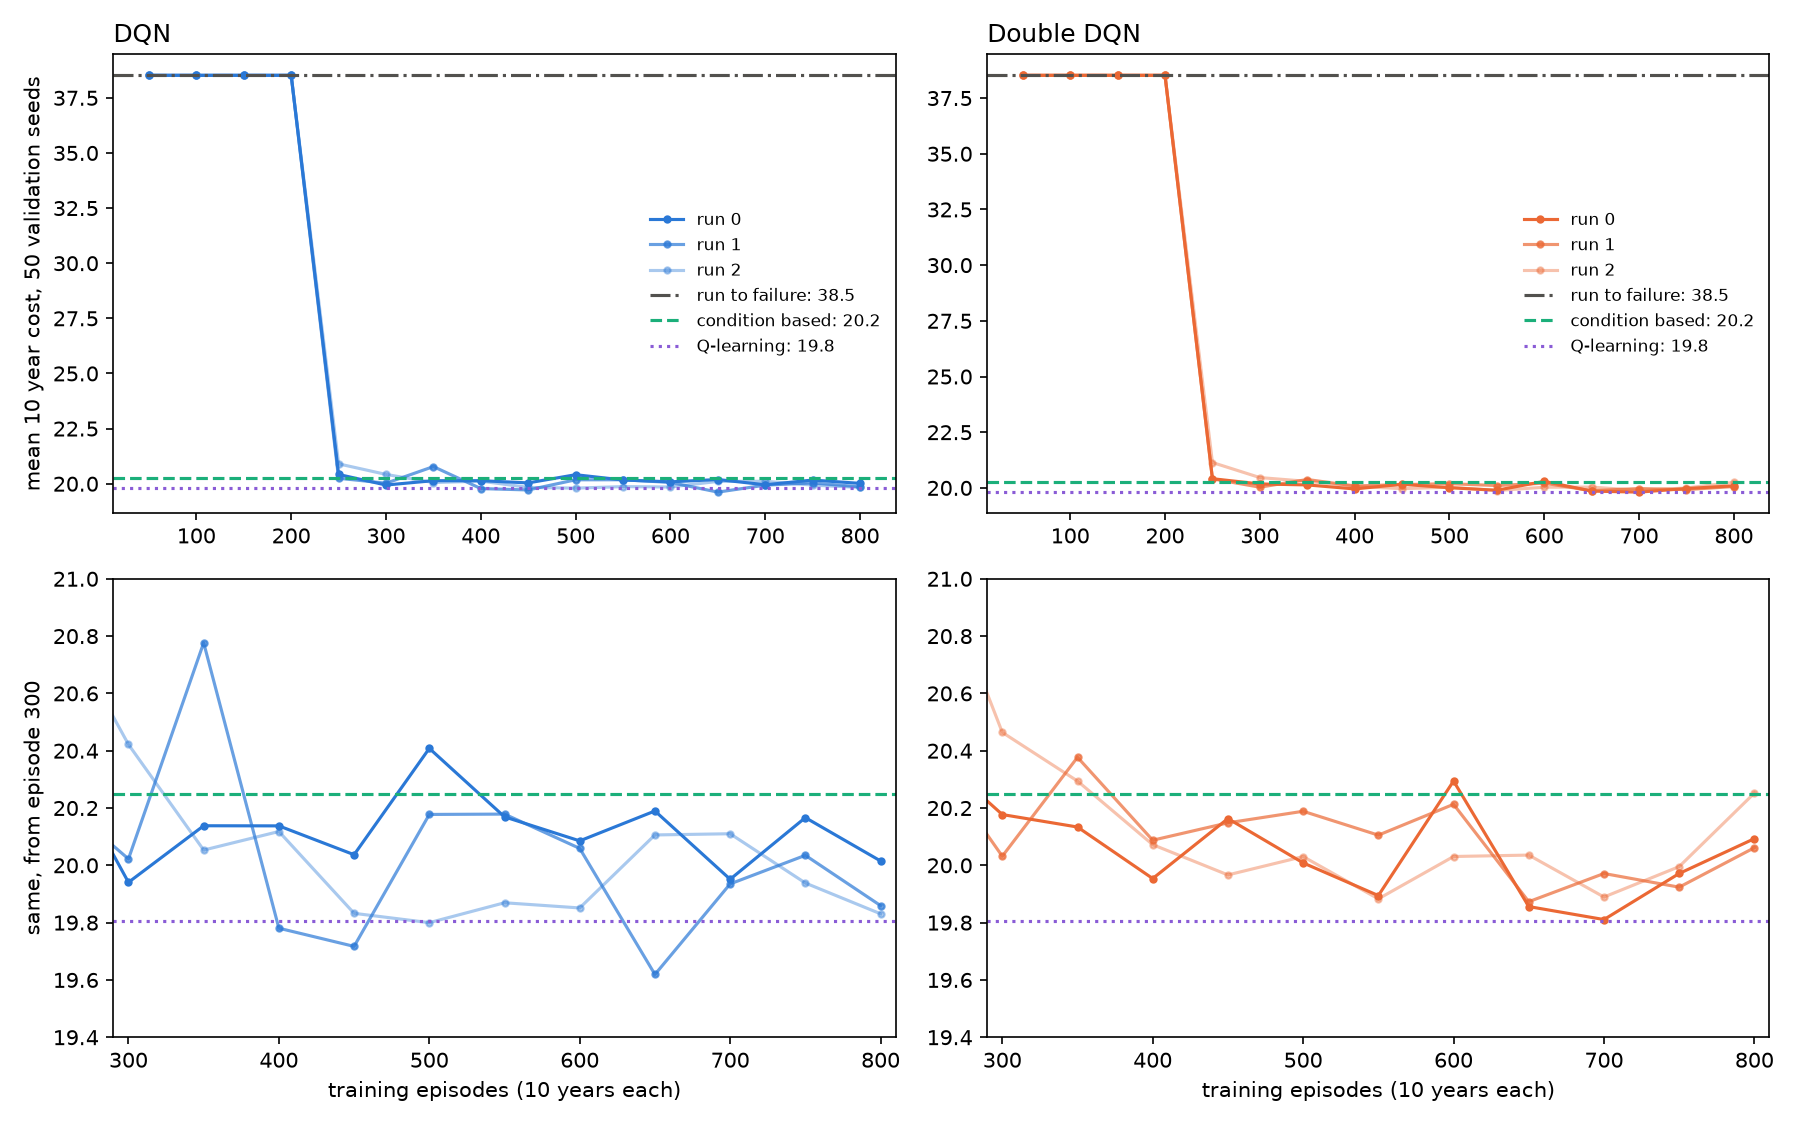 DQN
mean 10 year cost, 50 validation seeds
37.5
35.0
32.5
30.0
27.5
25.0
22.5
20.0
run 0
run 1
run 2
run to failure: 38.5
condition based: 20.2
Q-learning: 19.8
100 200 300 400 500 600 700 800
Double DQN
37.5
35.0
32.5
30.0
27.5
25.0
22.5
20.0
run 0
run 1
run 2
run to failure: 38.5
condition based: 20.2
Q-learning: 19.8
100 200 300 400 500 600 700 800
same, from episode 300
21.0
20.8
20.6
20.4
20.2
20.0
19.8
19.6
19.4
300 400 500 600 700 800
training episodes (10 years each)
21.0
20.8
20.6
20.4
20.2
20.0
19.8
19.6
19.4
300 400 500 600 700 800
training episodes (10 years each)